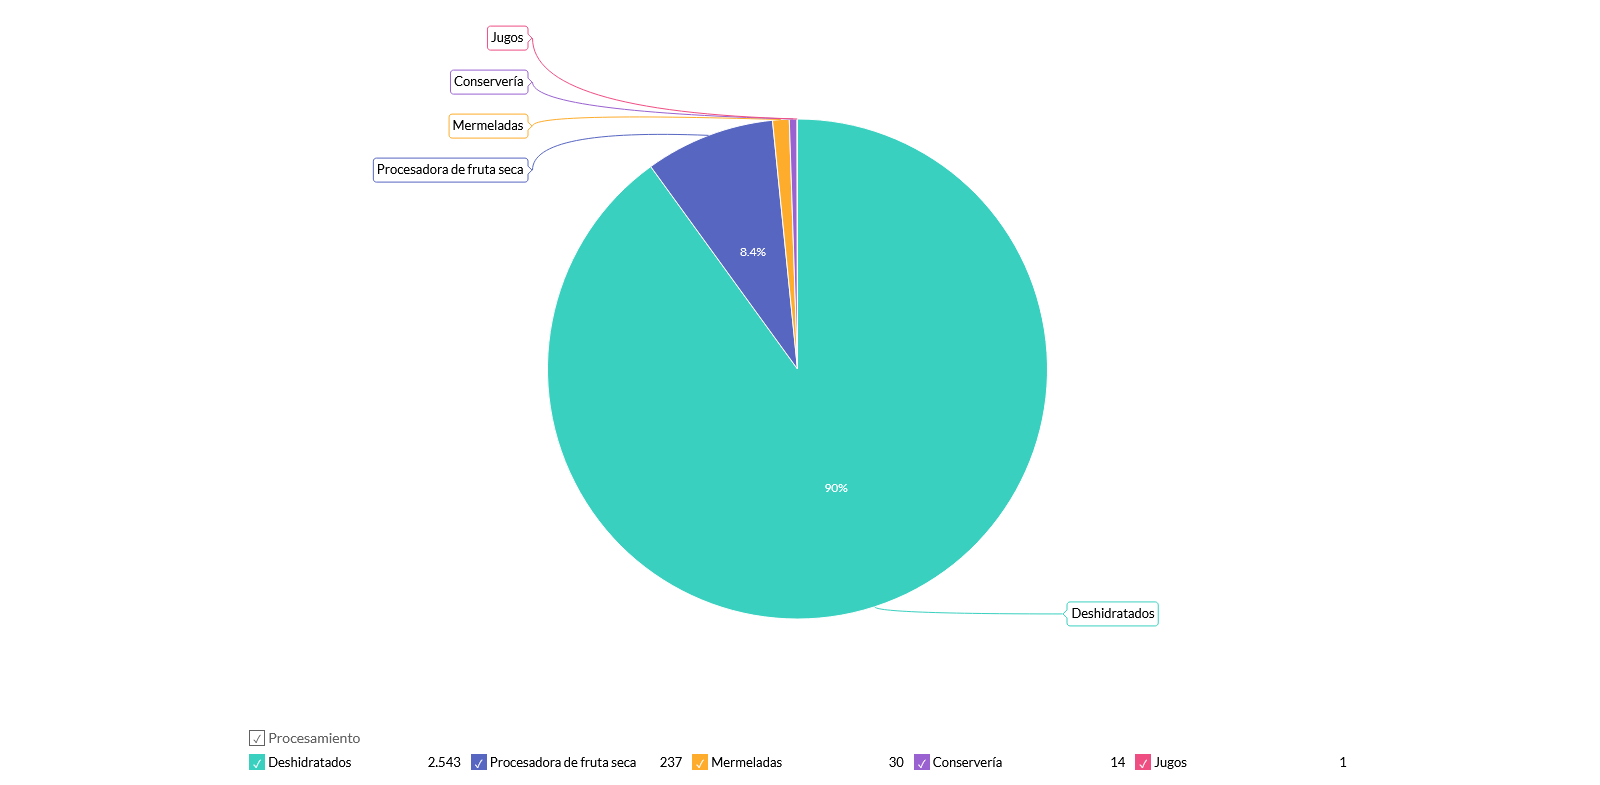 Jugos
Conservería
Mermeladas
Procesadora de fruta seca
8.4%
90%
Deshidratados
Procesamiento
Deshidratados 2.543 Procesadora de fruta seca 237 Mermeladas 30 Conservería 14 Jugos 1